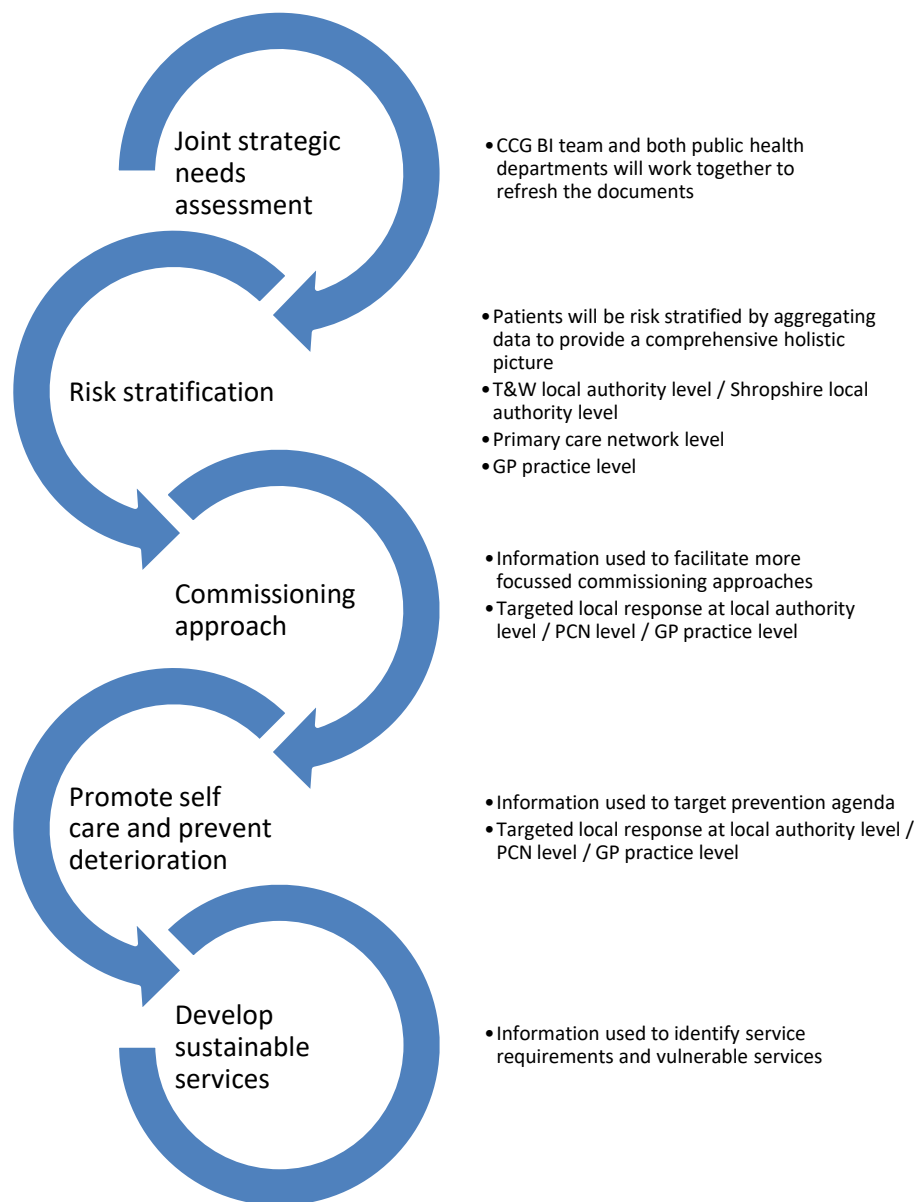 Joint strategic
needs
assessment
•CCG BI team and both public health
departments will work together to
refresh the documents
Risk stratification
•Patients will be risk stratified by aggregating
data to provide a comprehensive holistic
picture
•T&W local authority level / Shropshire local
authority level
•Primary care network level
•GP practice level
Commissioning
approach
•Information used to facilitate more
focussed commissioning approaches
•Targeted local response at local authority
level / PCN level / GP practice level
Promote self
care and prevent
deterioration
•Information used to target prevention agenda
•Targeted local response at local authority level /
PCN level / GP practice level
Develop
sustainable
services
•Information used to identify service
requirements and vulnerable services